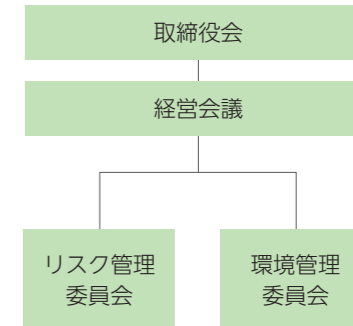 取締役会
経営会議
リスク管理
委員会
環境管理
委員会